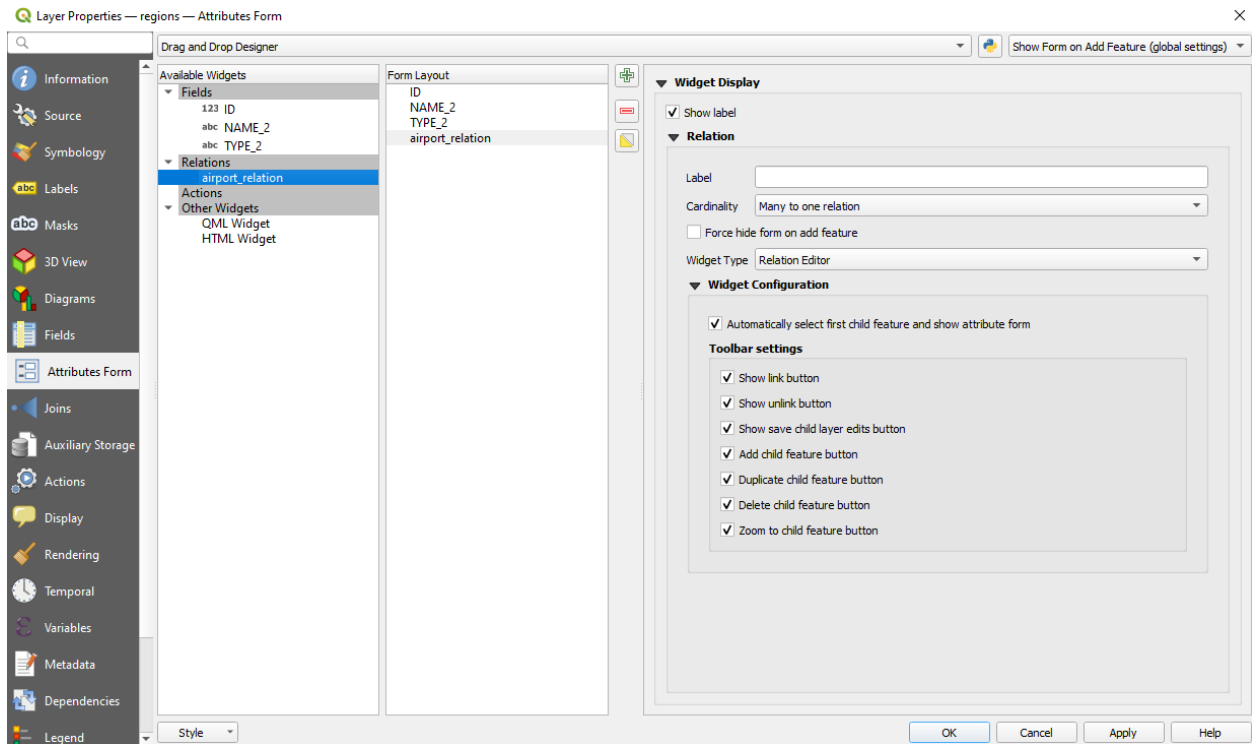 Layer Properties — regions — Attributes Form
Drag and Drop Designer
Show Form on Add Feature (global settings)
Information
Source
Symbology
abc Labels
abc Masks
3D View
Diagrams
Fields
Attributes Form
Joins
Auxiliary Storage
Actions
Display
Rendering
Temporal
Variables
Metadata
Dependencies
Legend
Available Widgets
Fields
123 ID
abc NAME_2
abc TYPE_2
Relations
airport_relation
Actions
Other Widgets
QML Widget
HTML Widget
Form Layout
ID
NAME_2
TYPE_2
airport_relation
Widget Display
Show label
Relation
Label
Cardinality Many to one relation
Force hide form on add feature
Widget Type Relation Editor
Widget Configuration
Automatically select first child feature and show attribute form
Toolbar settings
Show link button
Show unlink button
Show save child layer edits button
Add child feature button
Duplicate child feature button
Delete child feature button
Zoom to child feature button
Style
OK
Cancel
Apply
Help